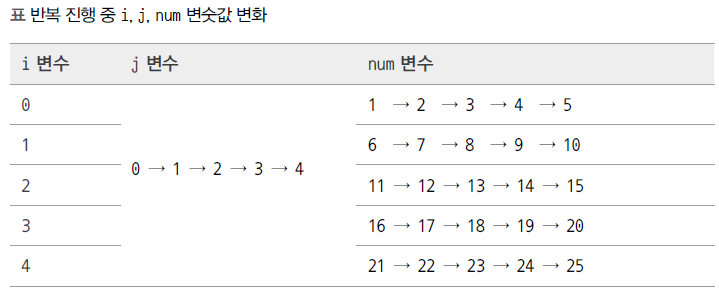 표 반복 진행 중 i, j, num 변숫값 변화
i 변수 j 변수 num 변수
0 1 → 2 → 3 → 4 → 5
1 6 → 7 → 8 → 9 → 10
0 → 1 → 2 → 3 → 4
2 11 → 12 → 13 → 14 → 15
3 16 → 17 → 18 → 19 → 20
4 21 → 22 → 23 → 24 → 25